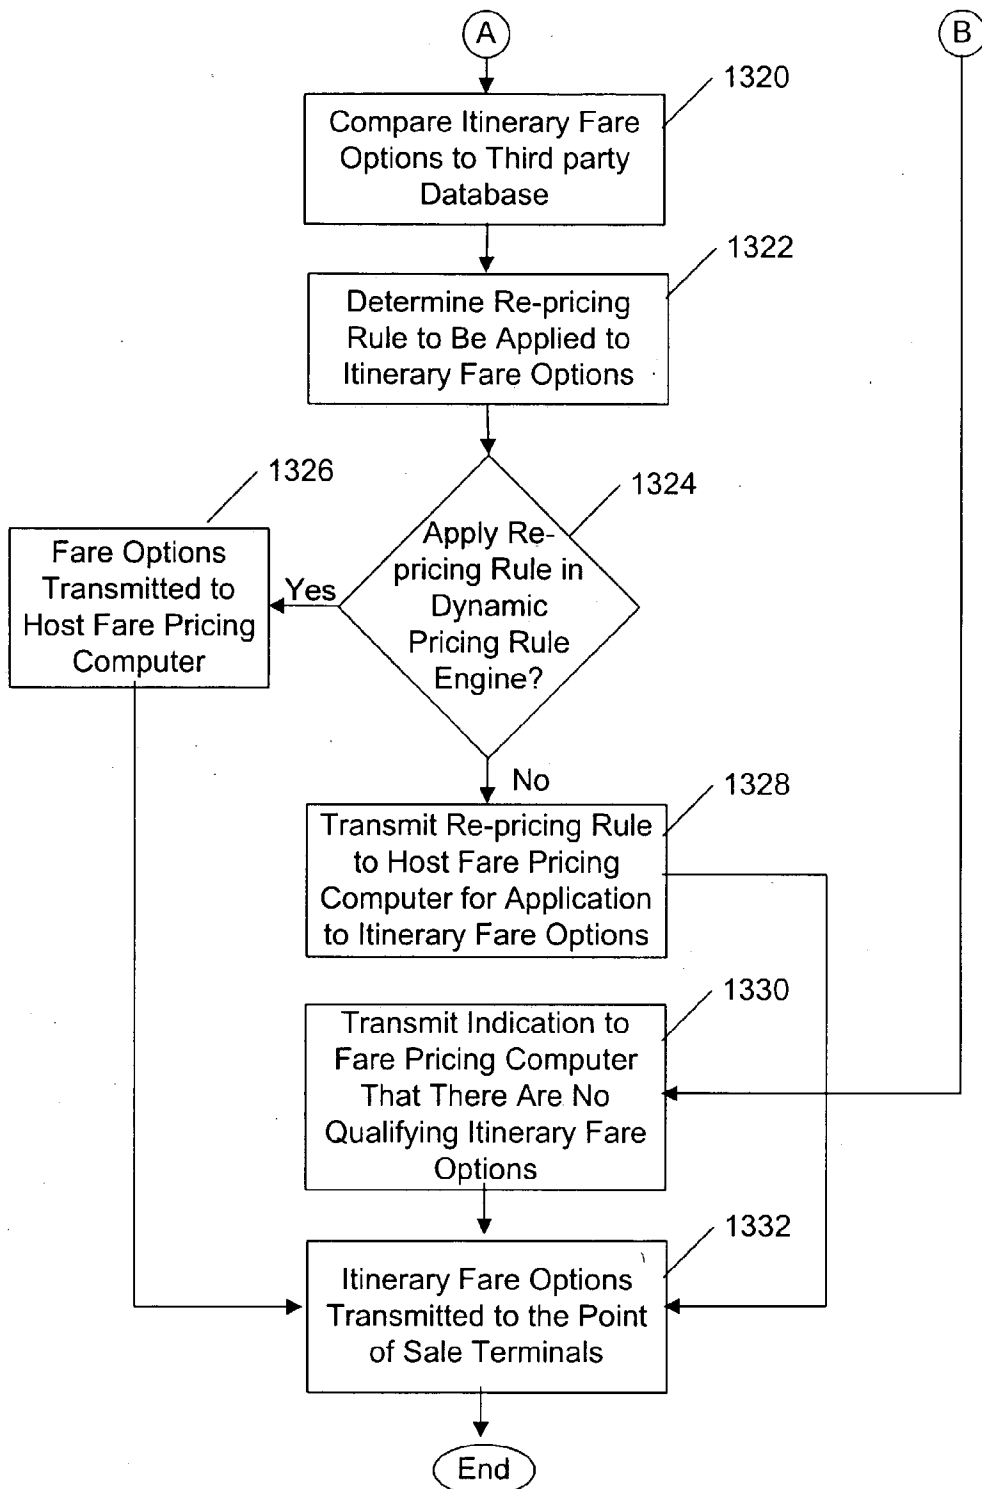 A
B
1320
Compare Itinerary Fare
Options to Third party
Database
1322
Determine Re-pricing
Rule to Be Applied to
Itinerary Fare Options
1326
1324
Fare Options
Transmitted to
Host Fare Pricing
Computer
Yes
Apply Re-
pricing Rule in
Dynamic
Pricing Rule
Engine?
No
1328
Transmit Re-pricing Rule
to Host Fare Pricing
Computer for Application
to Itinerary Fare Options
1330
Transmit Indication to
Fare Pricing Computer
That There Are No
Qualifying Itinerary Fare
Options
1332
Itinerary Fare Options
Transmitted to the Point
of Sale Terminals
End